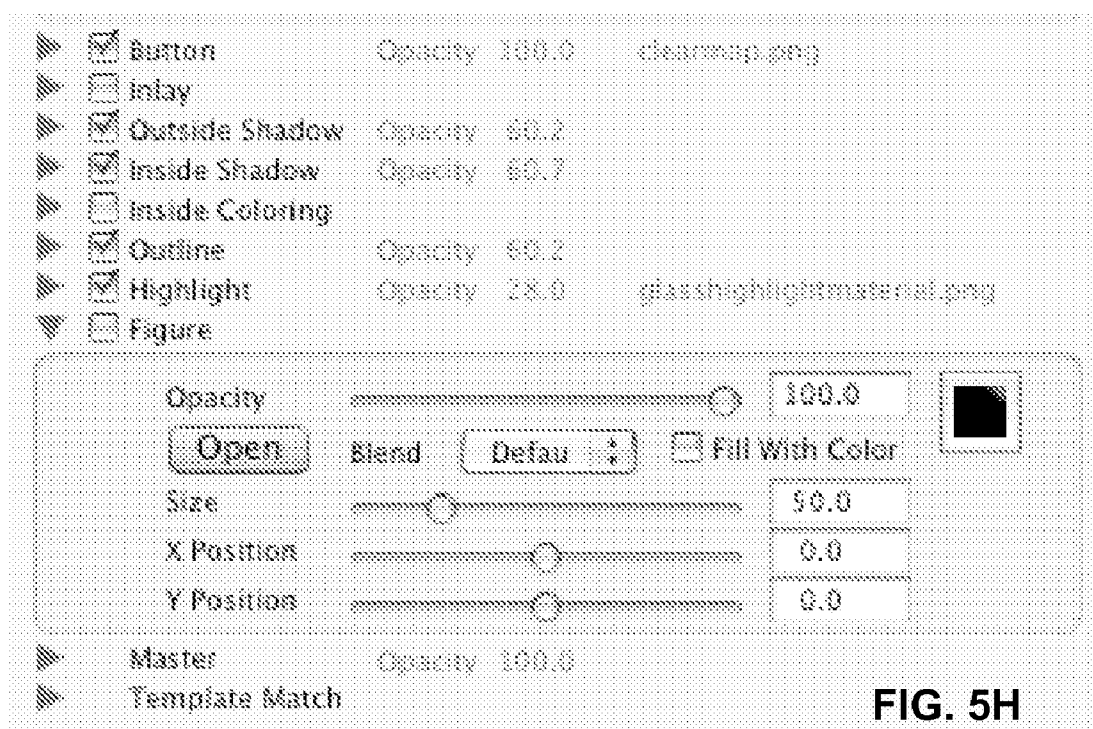 Button Opacity 100.0 clearmap.png
Inlay
Outside Shadow Opacity 60.2
Inside Shadow Opacity 60.7
Inside Coloring
Outline Opacity 60.2
Highlight Opacity 28.0 glasshighlightmaterial.png
Figure
Opacity 100.0
Open Blend Defau Fill With Color
Size 50.0
X Position 0.0
Y Position 0.0
Master Opacity 100.0
Template Match
FIG. 5H